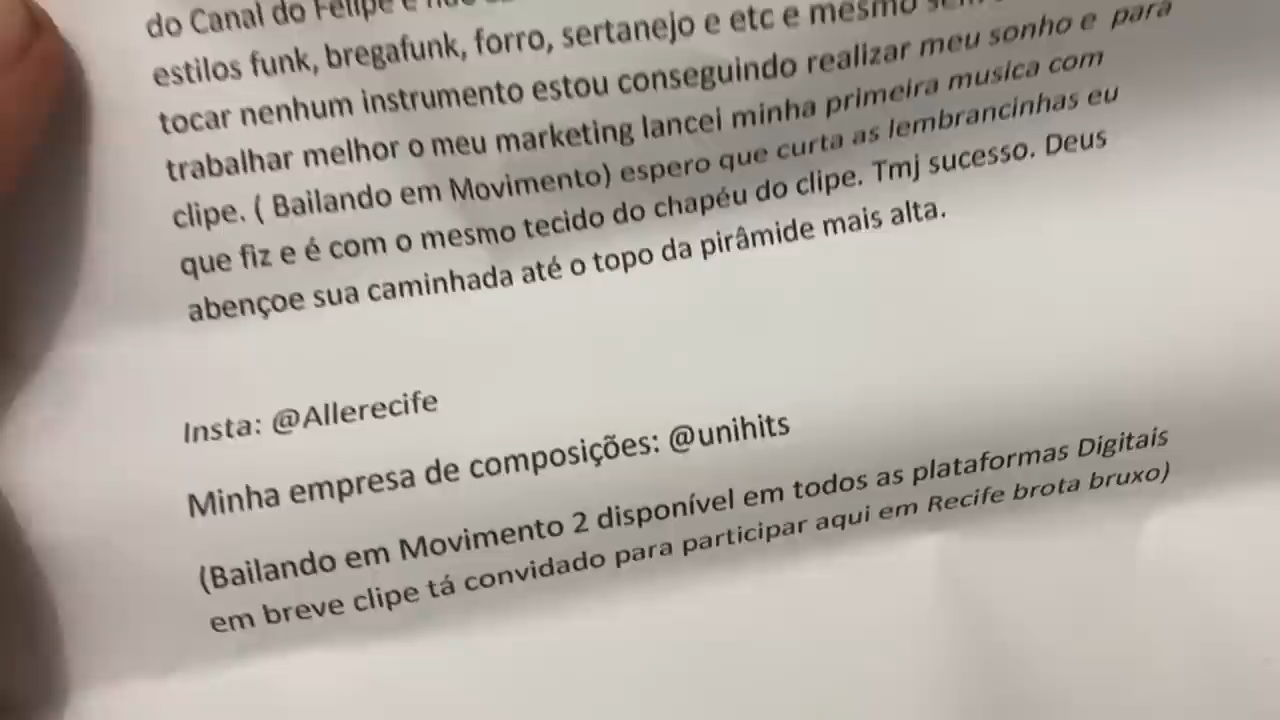 do Canal do Felipe e
estilos funk, bregafunk, forro, sertanejo e etc e mesmo
tocar nenhum instrumento estou conseguindo realizar meu sonho e para
trabalhar melhor o meu marketing lancei minha primeira musica com
clipe. ( Bailando em Movimento) espero que curta as lembrancinhas eu
que fiz e é com o mesmo tecido do chapéu do clipe. Tmj sucesso. Deus
abençoe sua caminhada até o topo da pirâmide mais alta.
Insta: @Allerecife
Minha empresa de composições: @unihits
(Bailando em Movimento 2 disponível em todos as plataformas Digitais
em breve clipe tá convidado para participar aqui em Recife brota bruxo)